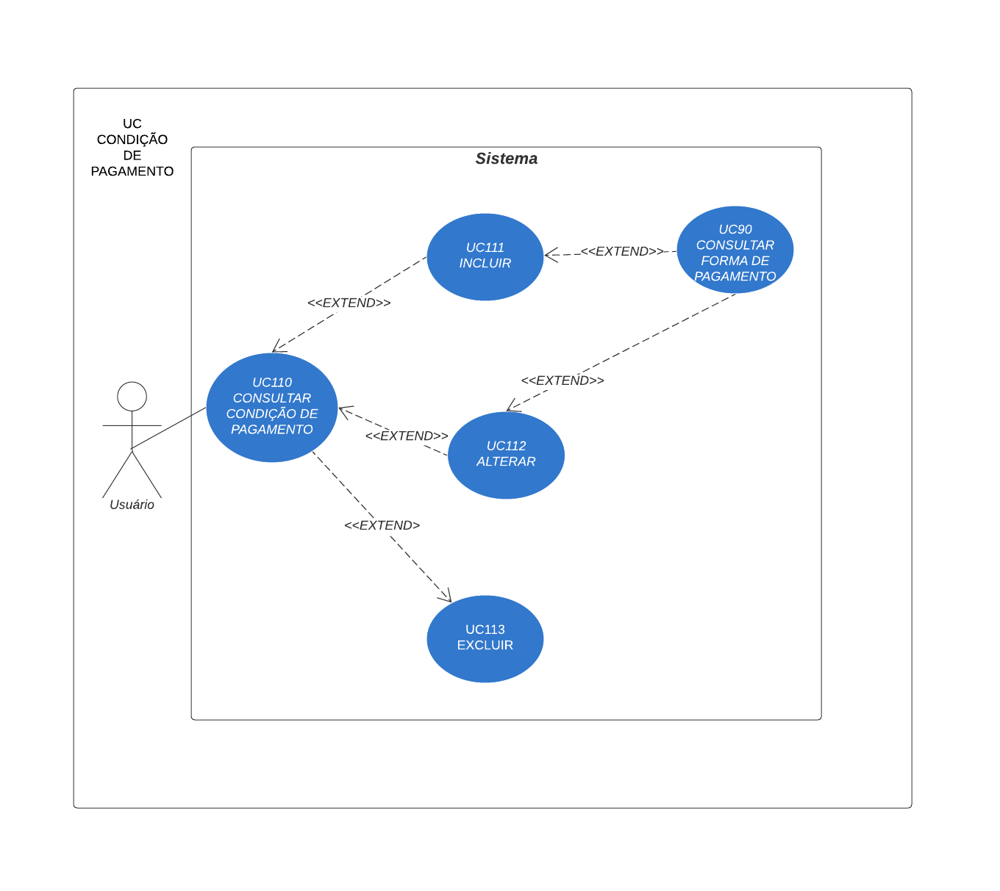 UC
CONDIÇÃO
DE
PAGAMENTO
Sistema
UC111
INCLUIR
<<EXTEND>>
UC90
CONSULTAR
FORMA DE
PAGAMENTO
<<EXTEND>>
<<EXTEND>>
UC110
CONSULTAR
CONDIÇÃO DE
PAGAMENTO
<<EXTEND>>
UC112
ALTERAR
Usuário
<<EXTEND>
UC113
EXCLUIR